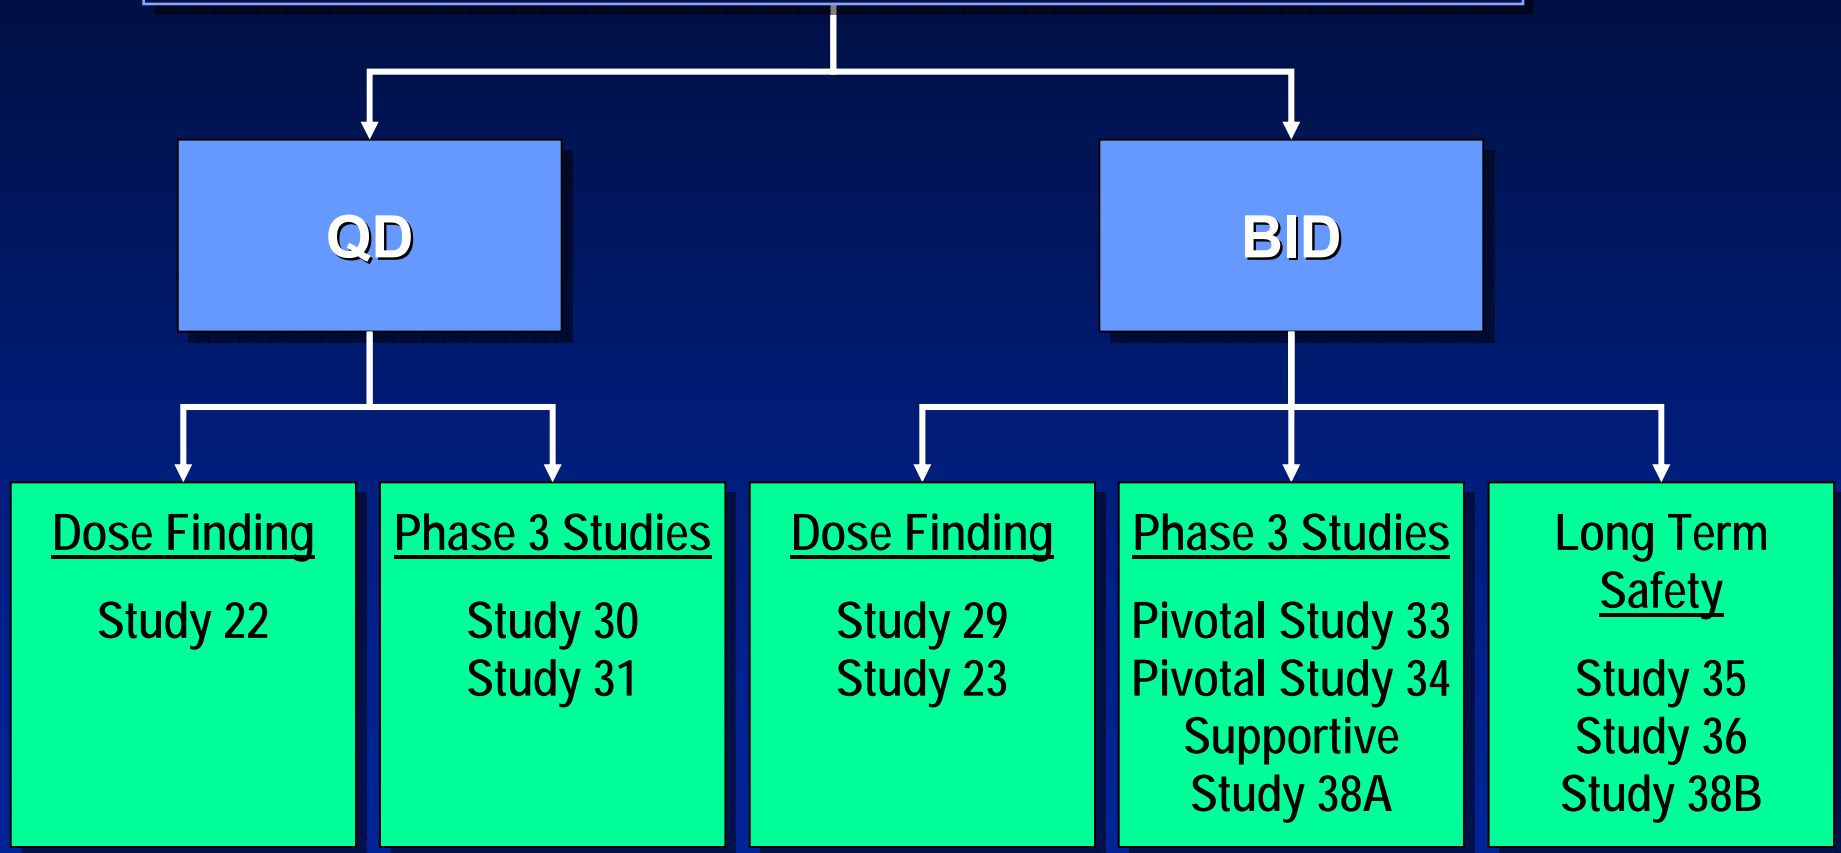 QD
BID
Dose Finding
Study 22
Phase 3 Studies
Study 30
Study 31
Dose Finding
Study 29
Study 23
Phase 3 Studies
Pivotal Study 33
Pivotal Study 34
Supportive
Study 38A
Long Term
Safety
Study 35
Study 36
Study 38B